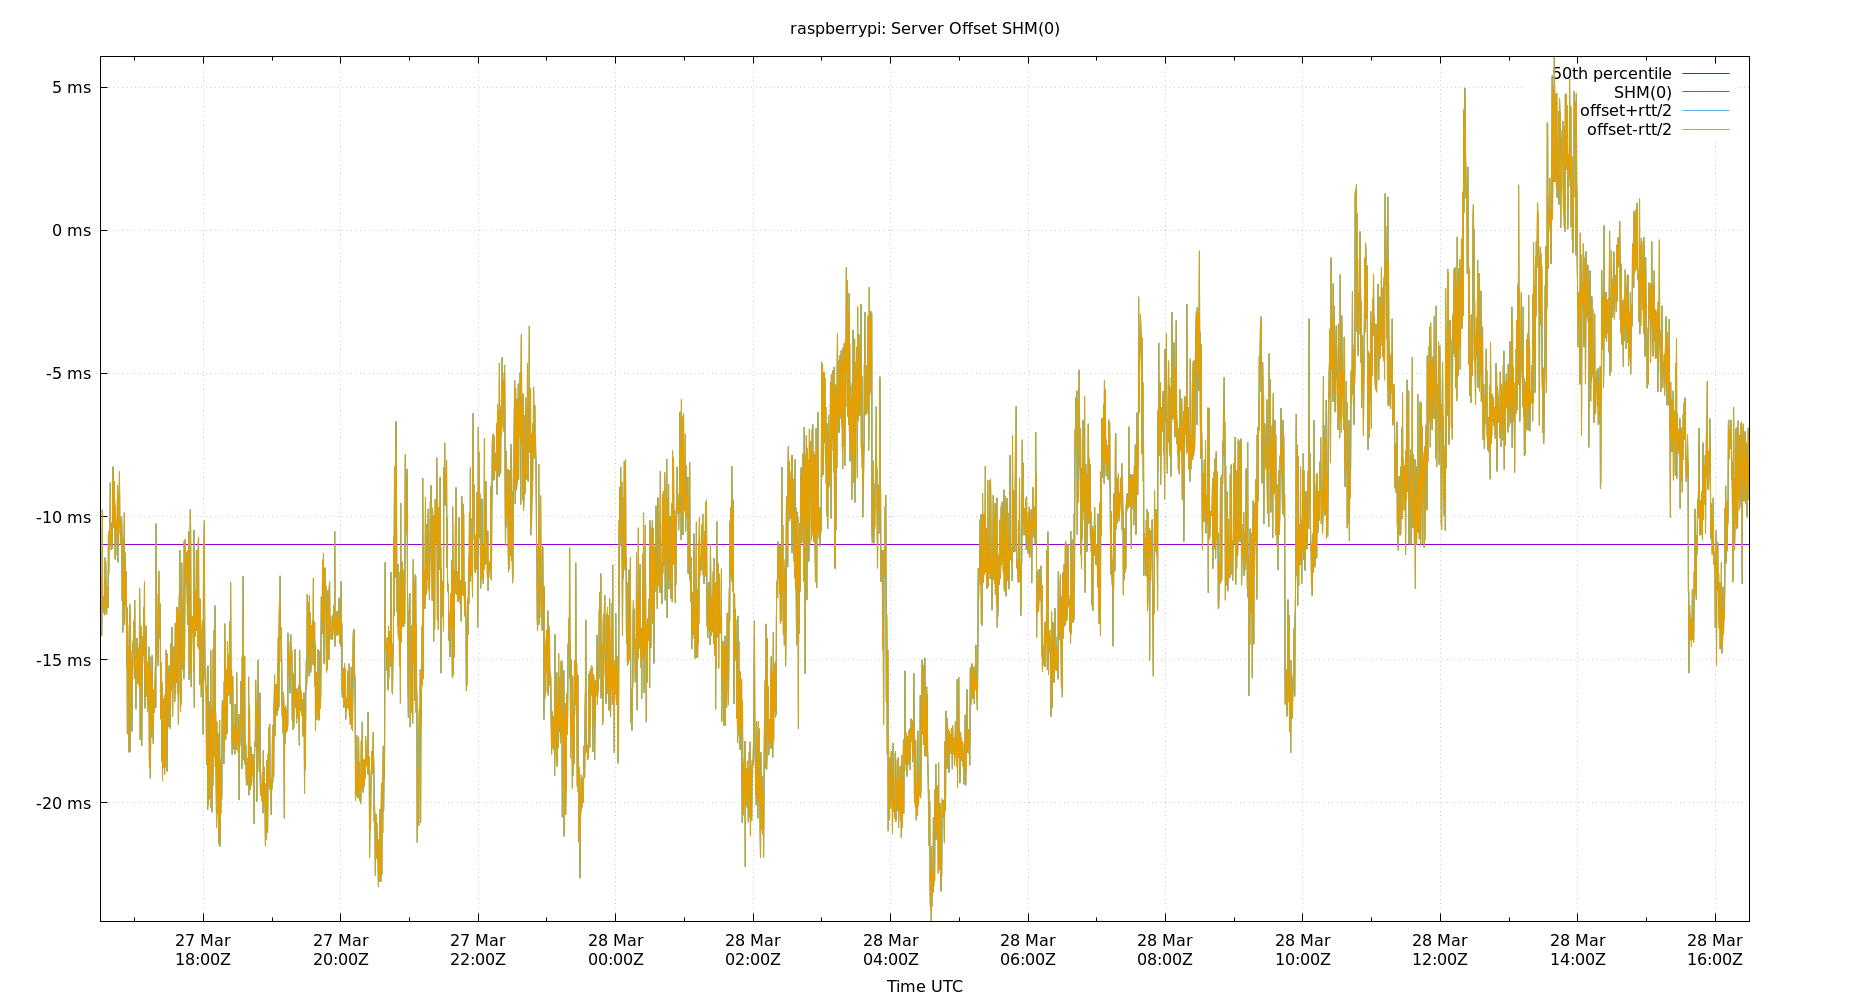 raspberrypi: Server Offset SHM(0)
50th percentile
SHM(0)
offset+rtt/2
offset-rtt/2
5 ms
0 ms
-5 ms
-10 ms
-15 ms
-20 ms
27 Mar 27 Mar 27 Mar 28 Mar 28 Mar 28 Mar 28 Mar 28 Mar 28 Mar 28 Mar 28 Mar 28 Mar
18:00Z 20:00Z 22:00Z 00:00Z 02:00Z 04:00Z 06:00Z 08:00Z 10:00Z 12:00Z 14:00Z 16:00Z
Time UTC